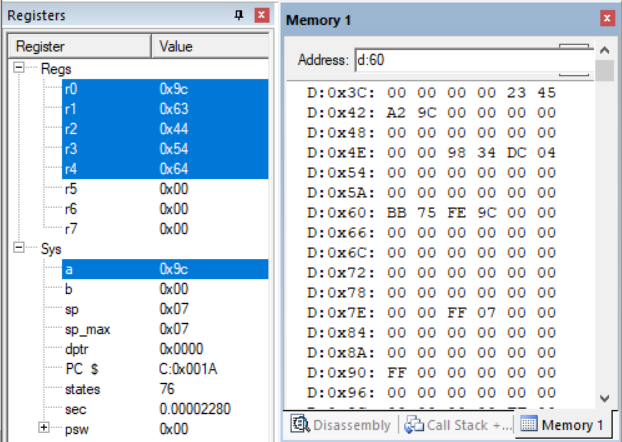 Registers
Register Value
Regs
r0 0x9c
r1 0x63
r2 0x44
r3 0x54
r4 0x64
r5 0x00
r6 0x00
r7 0x00
Sys
a 0x9c
b 0x00
sp 0x07
sp_max 0x07
dptr 0x0000
PC $ C:0x001A
states 76
sec 0.00002280
psw 0x00
Memory 1
Address: d:60
D:0x3C: 00 00 00 00 23 45
D:0x42: A2 9C 00 00 00 00
D:0x48: 00 00 00 00 00 00
D:0x4E: 00 00 98 34 DC 04
D:0x54: 00 00 00 00 00 00
D:0x5A: 00 00 00 00 00 00
D:0x60: BB 75 FE 9C 00 00
D:0x66: 00 00 00 00 00 00
D:0x6C: 00 00 00 00 00 00
D:0x72: 00 00 00 00 00 00
D:0x78: 00 00 00 00 00 00
D:0x7E: 00 00 FF 07 00 00
D:0x84: 00 00 00 00 00 00
D:0x8A: 00 00 00 00 00 00
D:0x90: FF 00 00 00 00 00
D:0x96: 00 00 00 00 00 00
Disassembly Call Stack +... Memory 1